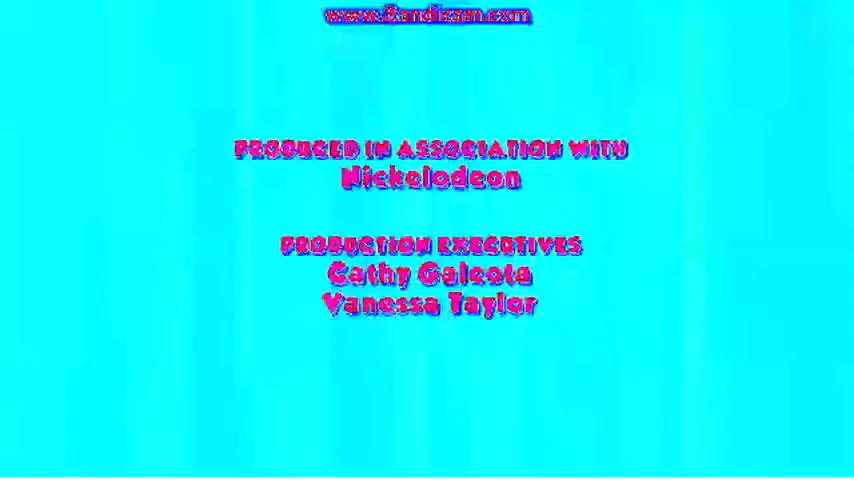 www.Bandicam.com
PRODUCED IN ASSOCIATION WITH
Nickelodeon
PRODUCTION EXECUTIVES
Cathy Galeota
Vanessa Taylor